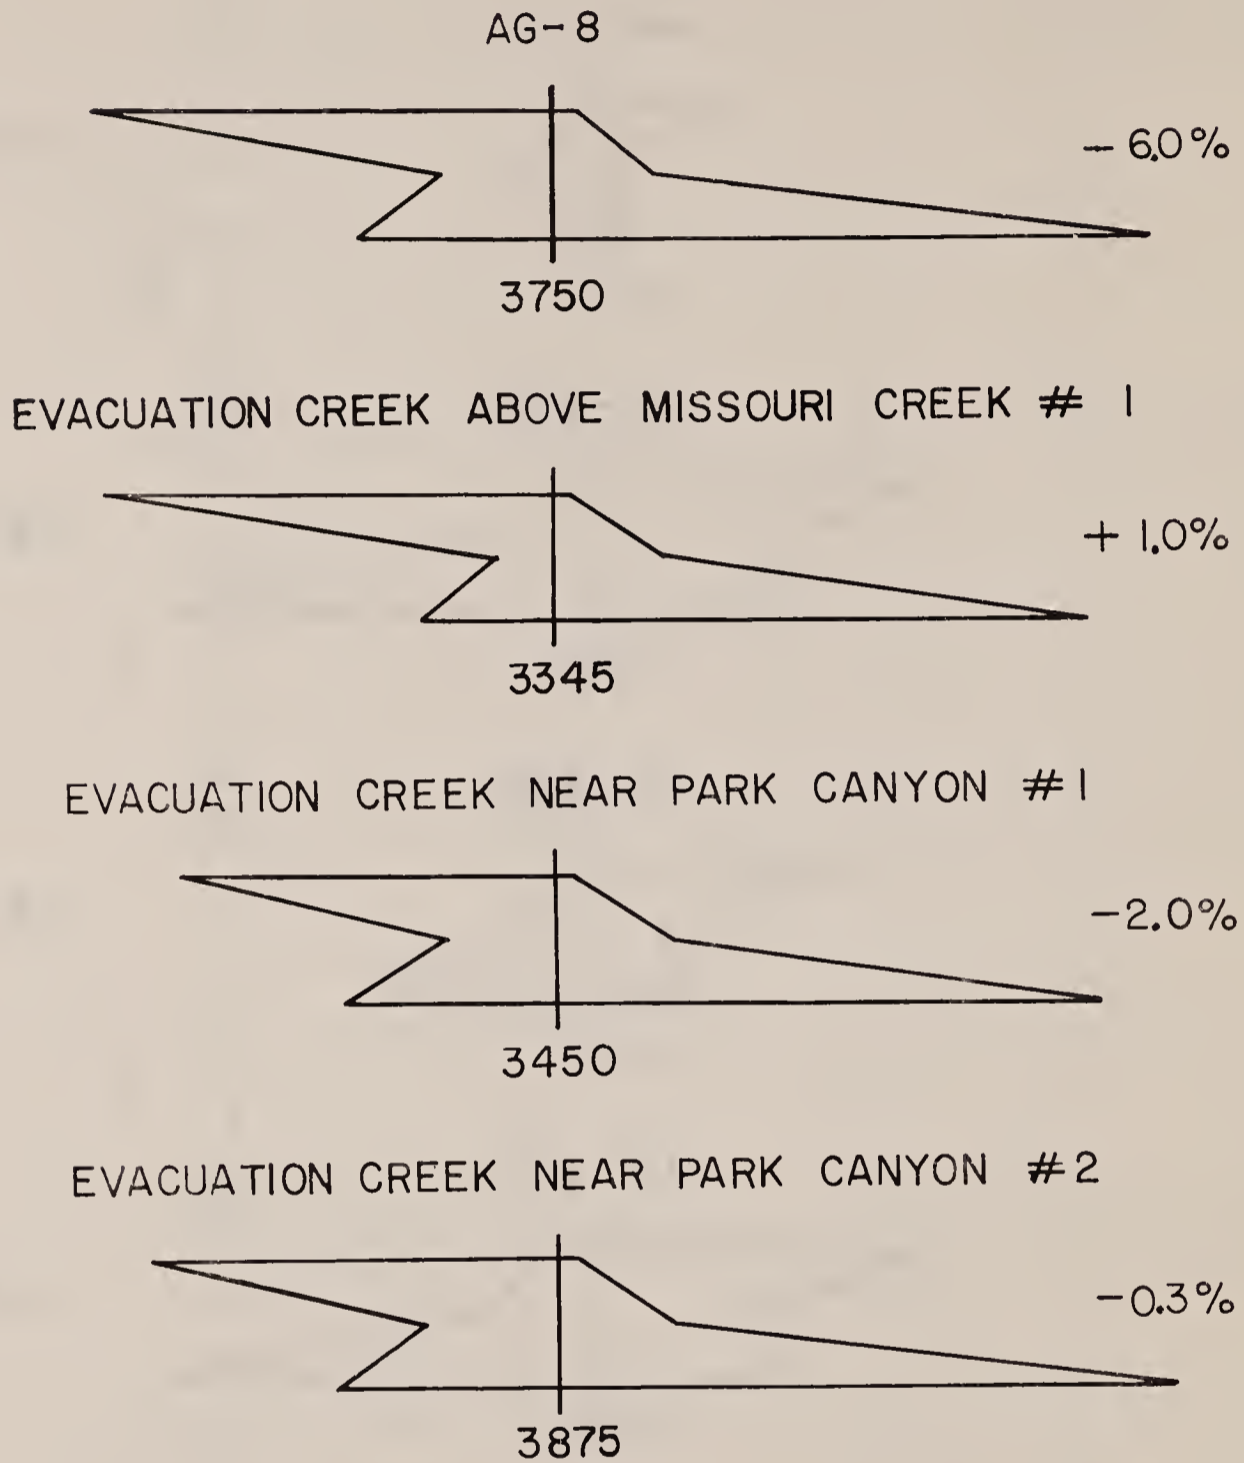 AG-8
- 6.0%
3750
EVACUATION CREEK ABOVE MISSOURI CREEK # 1
+ 1.0%
3345
EVACUATION CREEK NEAR PARK CANYON #1
-2.0%
3450
EVACUATION CREEK NEAR PARK CANYON #2
-0.3%
3875